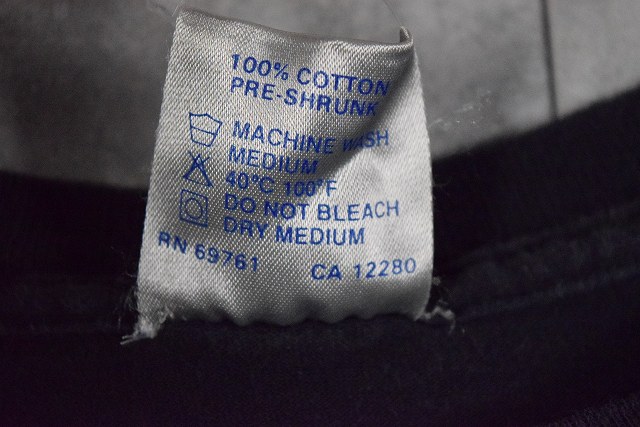 100% COTTON
PRE-SHRUNK
MACHINE WASH
MEDIUM
40°C 100°F
DO NOT BLEACH
DRY MEDIUM
RN 69761 CA 12280